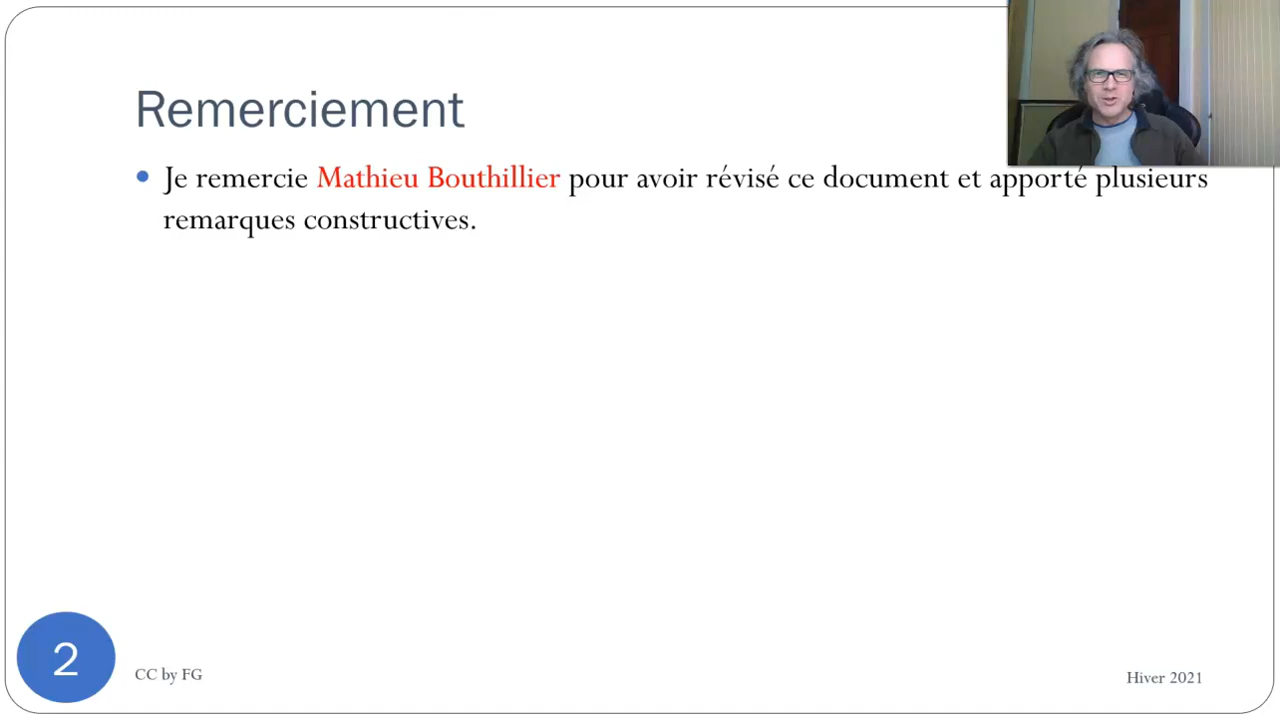 Remerciement
• Je remercie Mathieu Bouthillier pour avoir révisé ce document et apporté plusieurs
remarques constructives.
2
CC by FG
Hiver 2021